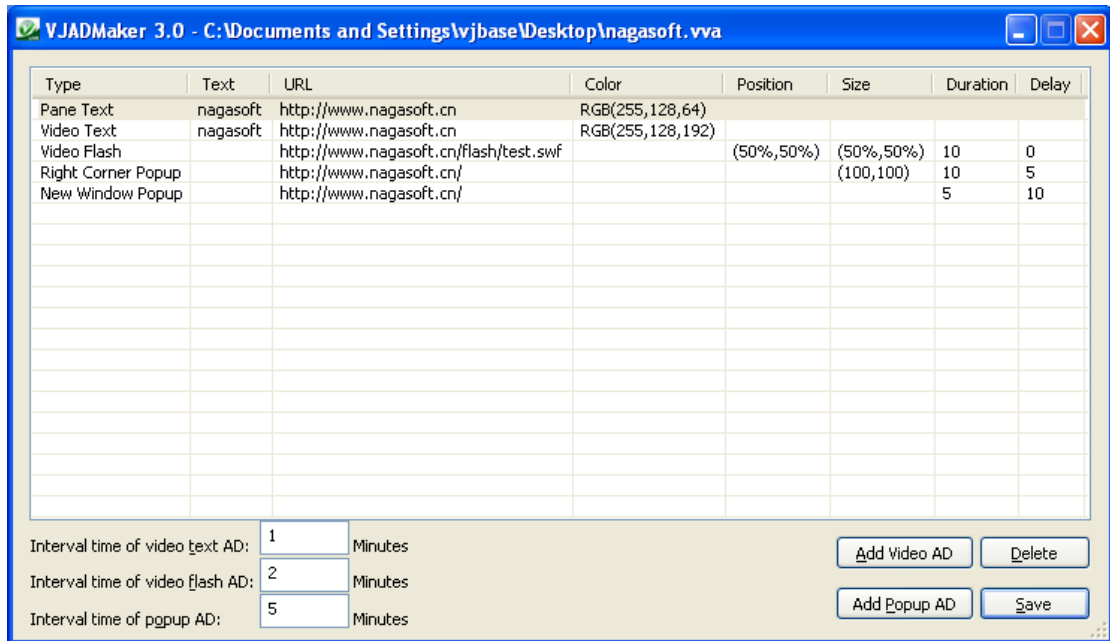 VJADMaker 3.0 - C:\Documents and Settings\vjbase\Desktop\nagasoft.vva
Type Text URL Color Position Size Duration Delay
Pane Text nagasoft http://www.nagasoft.cn RGB(255,128,64)
Video Text nagasoft http://www.nagasoft.cn RGB(255,128,192)
Video Flash http://www.nagasoft.cn/flash/test.swf (50%,50%) (50%,50%) 10 0
Right Corner Popup http://www.nagasoft.cn/ (100,100) 10 5
New Window Popup http://www.nagasoft.cn/ 5 10
Interval time of video text AD: 1 Minutes
Interval time of video flash AD: 2 Minutes
Interval time of popup AD: 5 Minutes
Add Video AD Delete
Add Popup AD Save